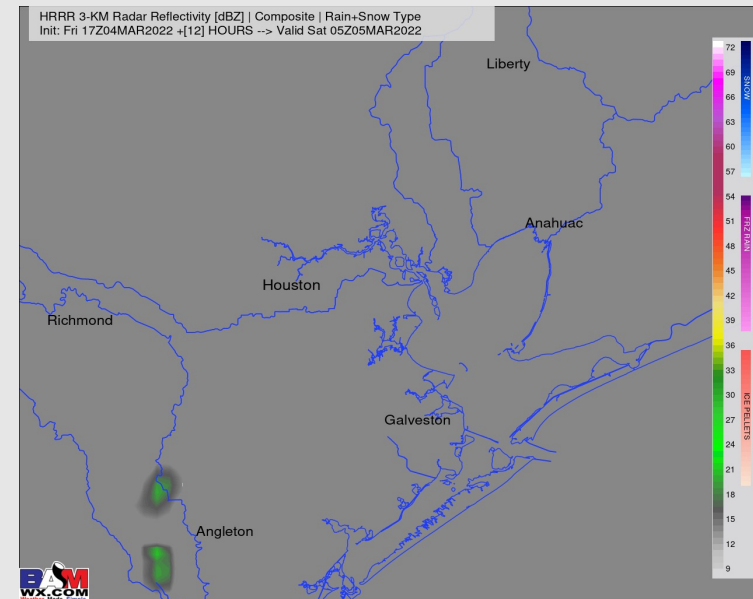 HRRR 3-KM Radar Reflectivity [dBZ] | Composite | Rain+Snow Type
Init: Fri 17Z04MAR2022 +[12] HOURS --> Valid Sat 05Z05MAR2022
Liberty
Anahuac
Houston
Richmond
Galveston
Angleton
72
69
66
63
60
57
54
51
48
45
42
39
36
33
30
27
24
21
18
15
12
9
SNOW
FRZ RAIN
ICE PELLETS
BAM
WX.COM